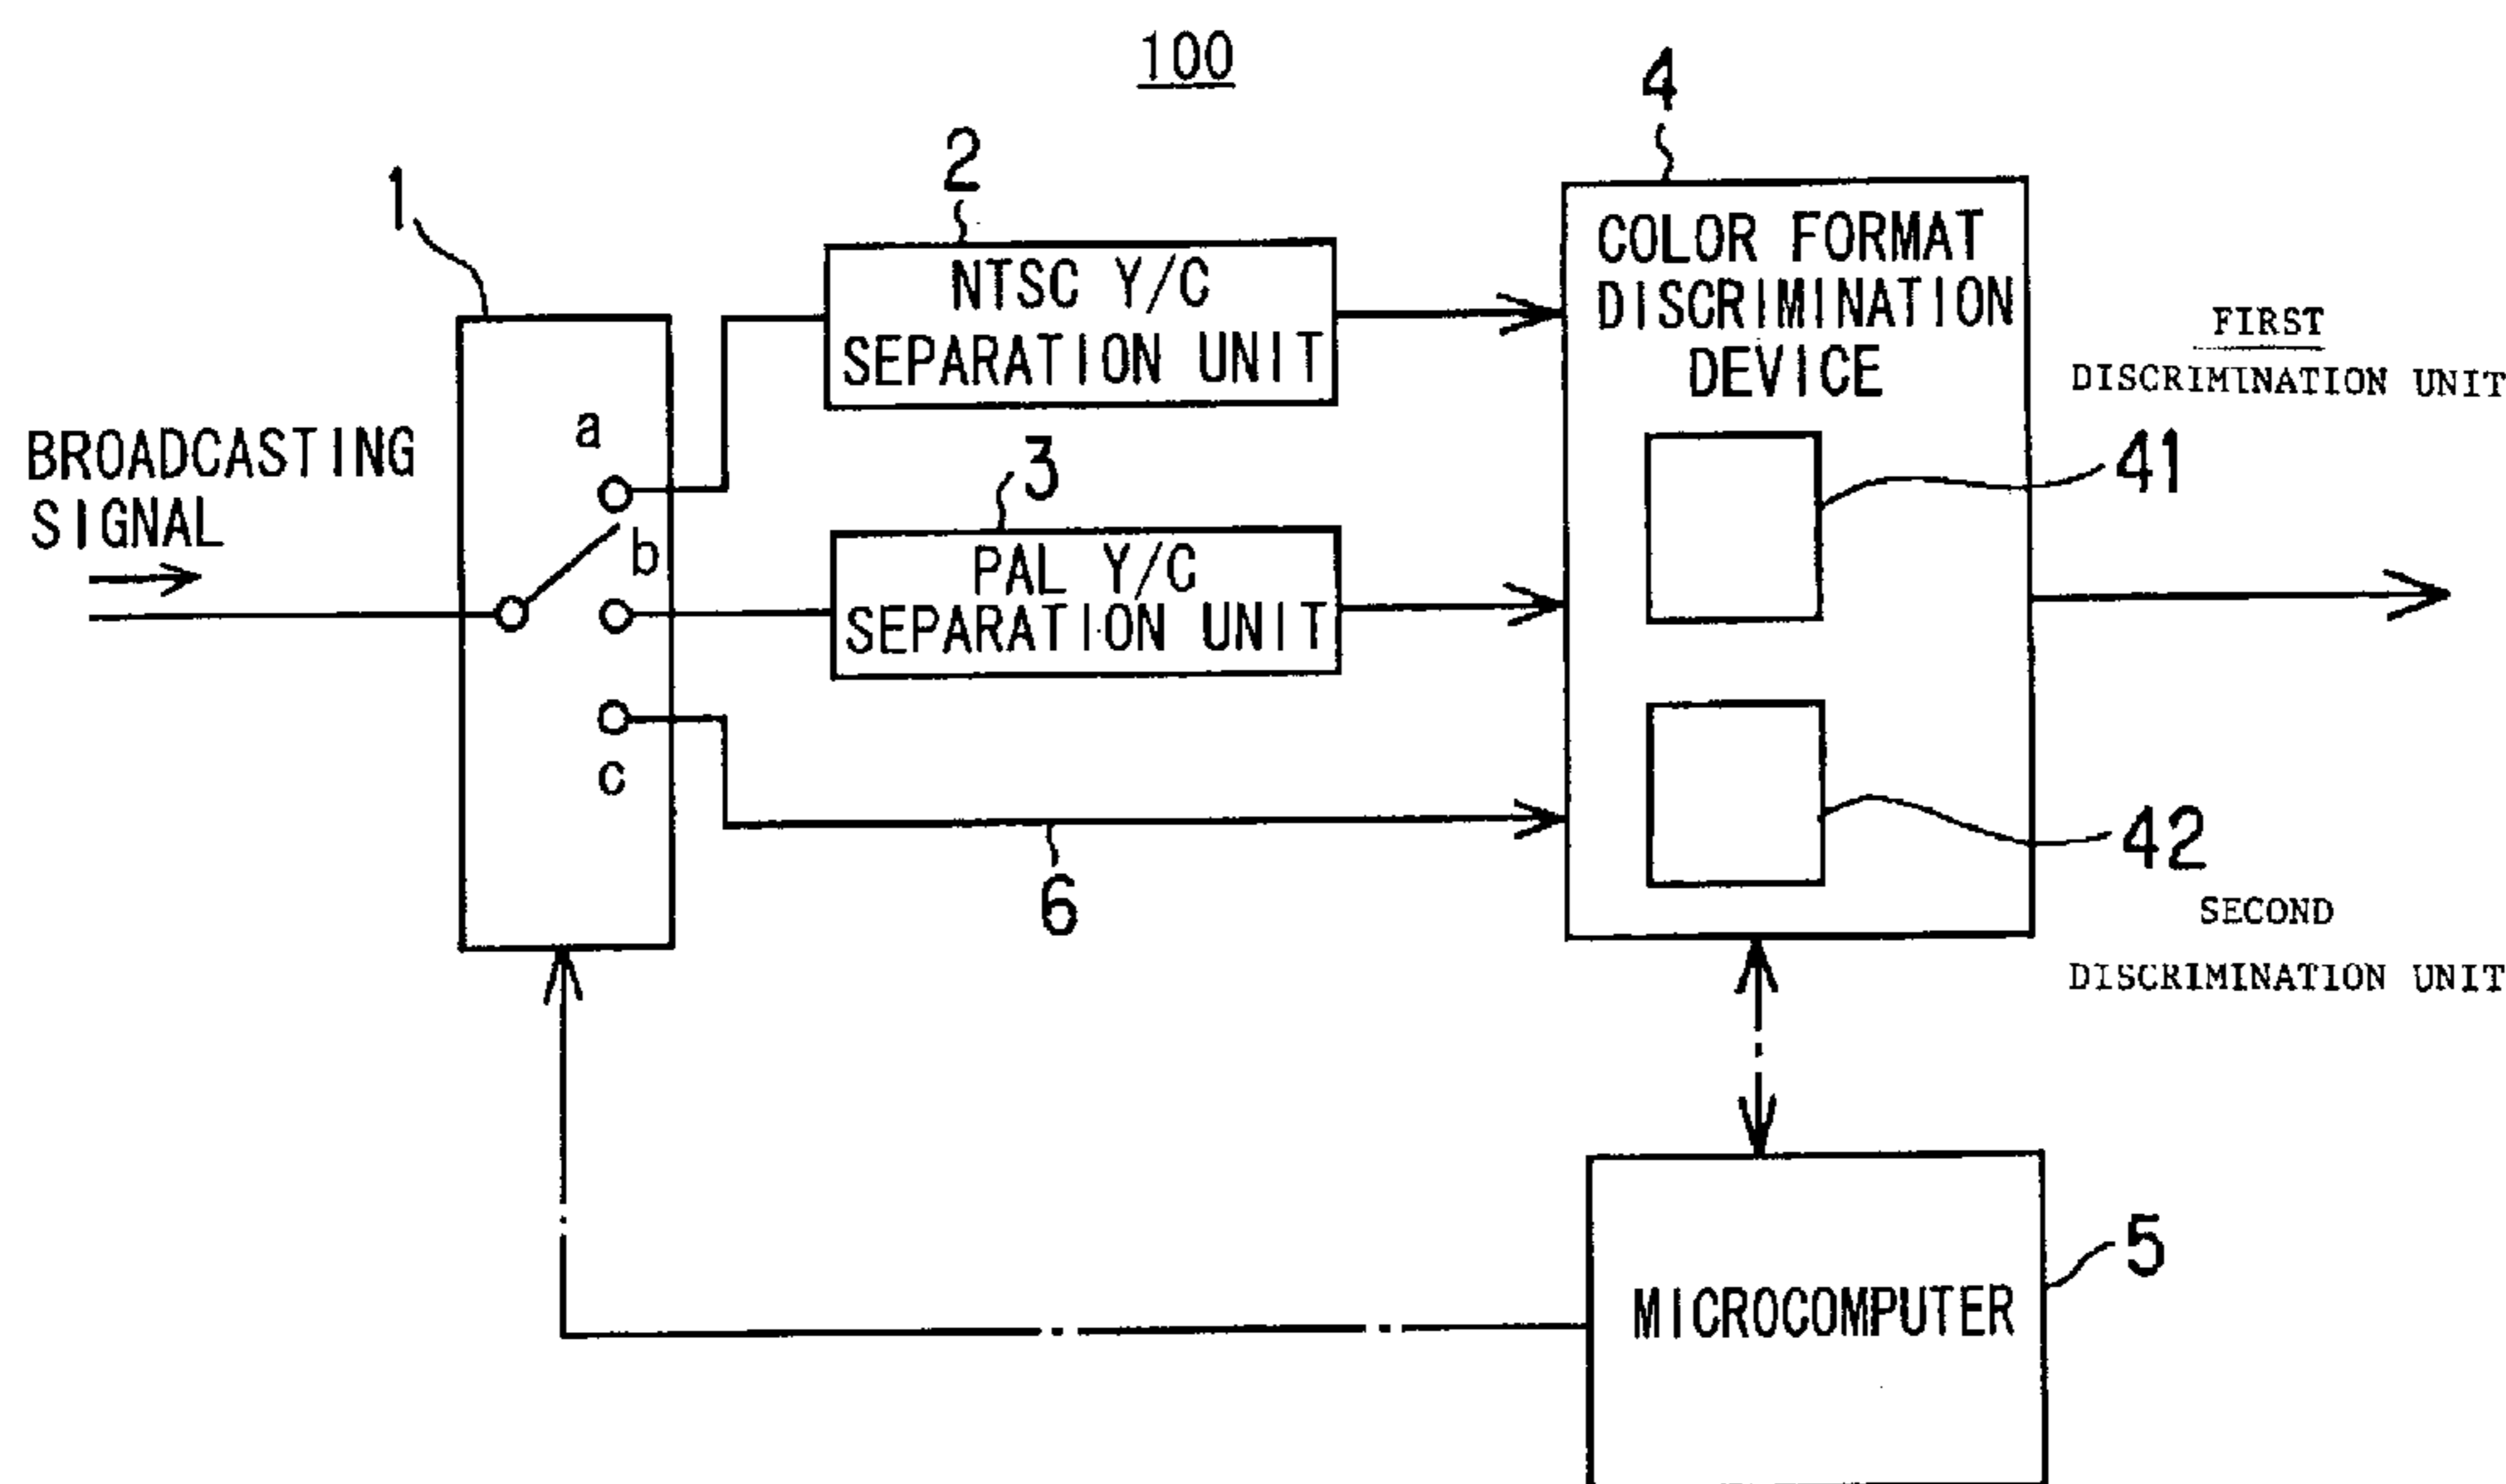 100
1
2
NTSC Y/C
SEPARATION UNIT
3
PAL Y/C
SEPARATION UNIT
4
COLOR FORMAT
DISCRIMINATION
DEVICE
FIRST
DISCRIMINATION UNIT
41
BROADCASTING
SIGNAL
a
b
c
6
42
SECOND
DISCRIMINATION UNIT
5
MICROCOMPUTER